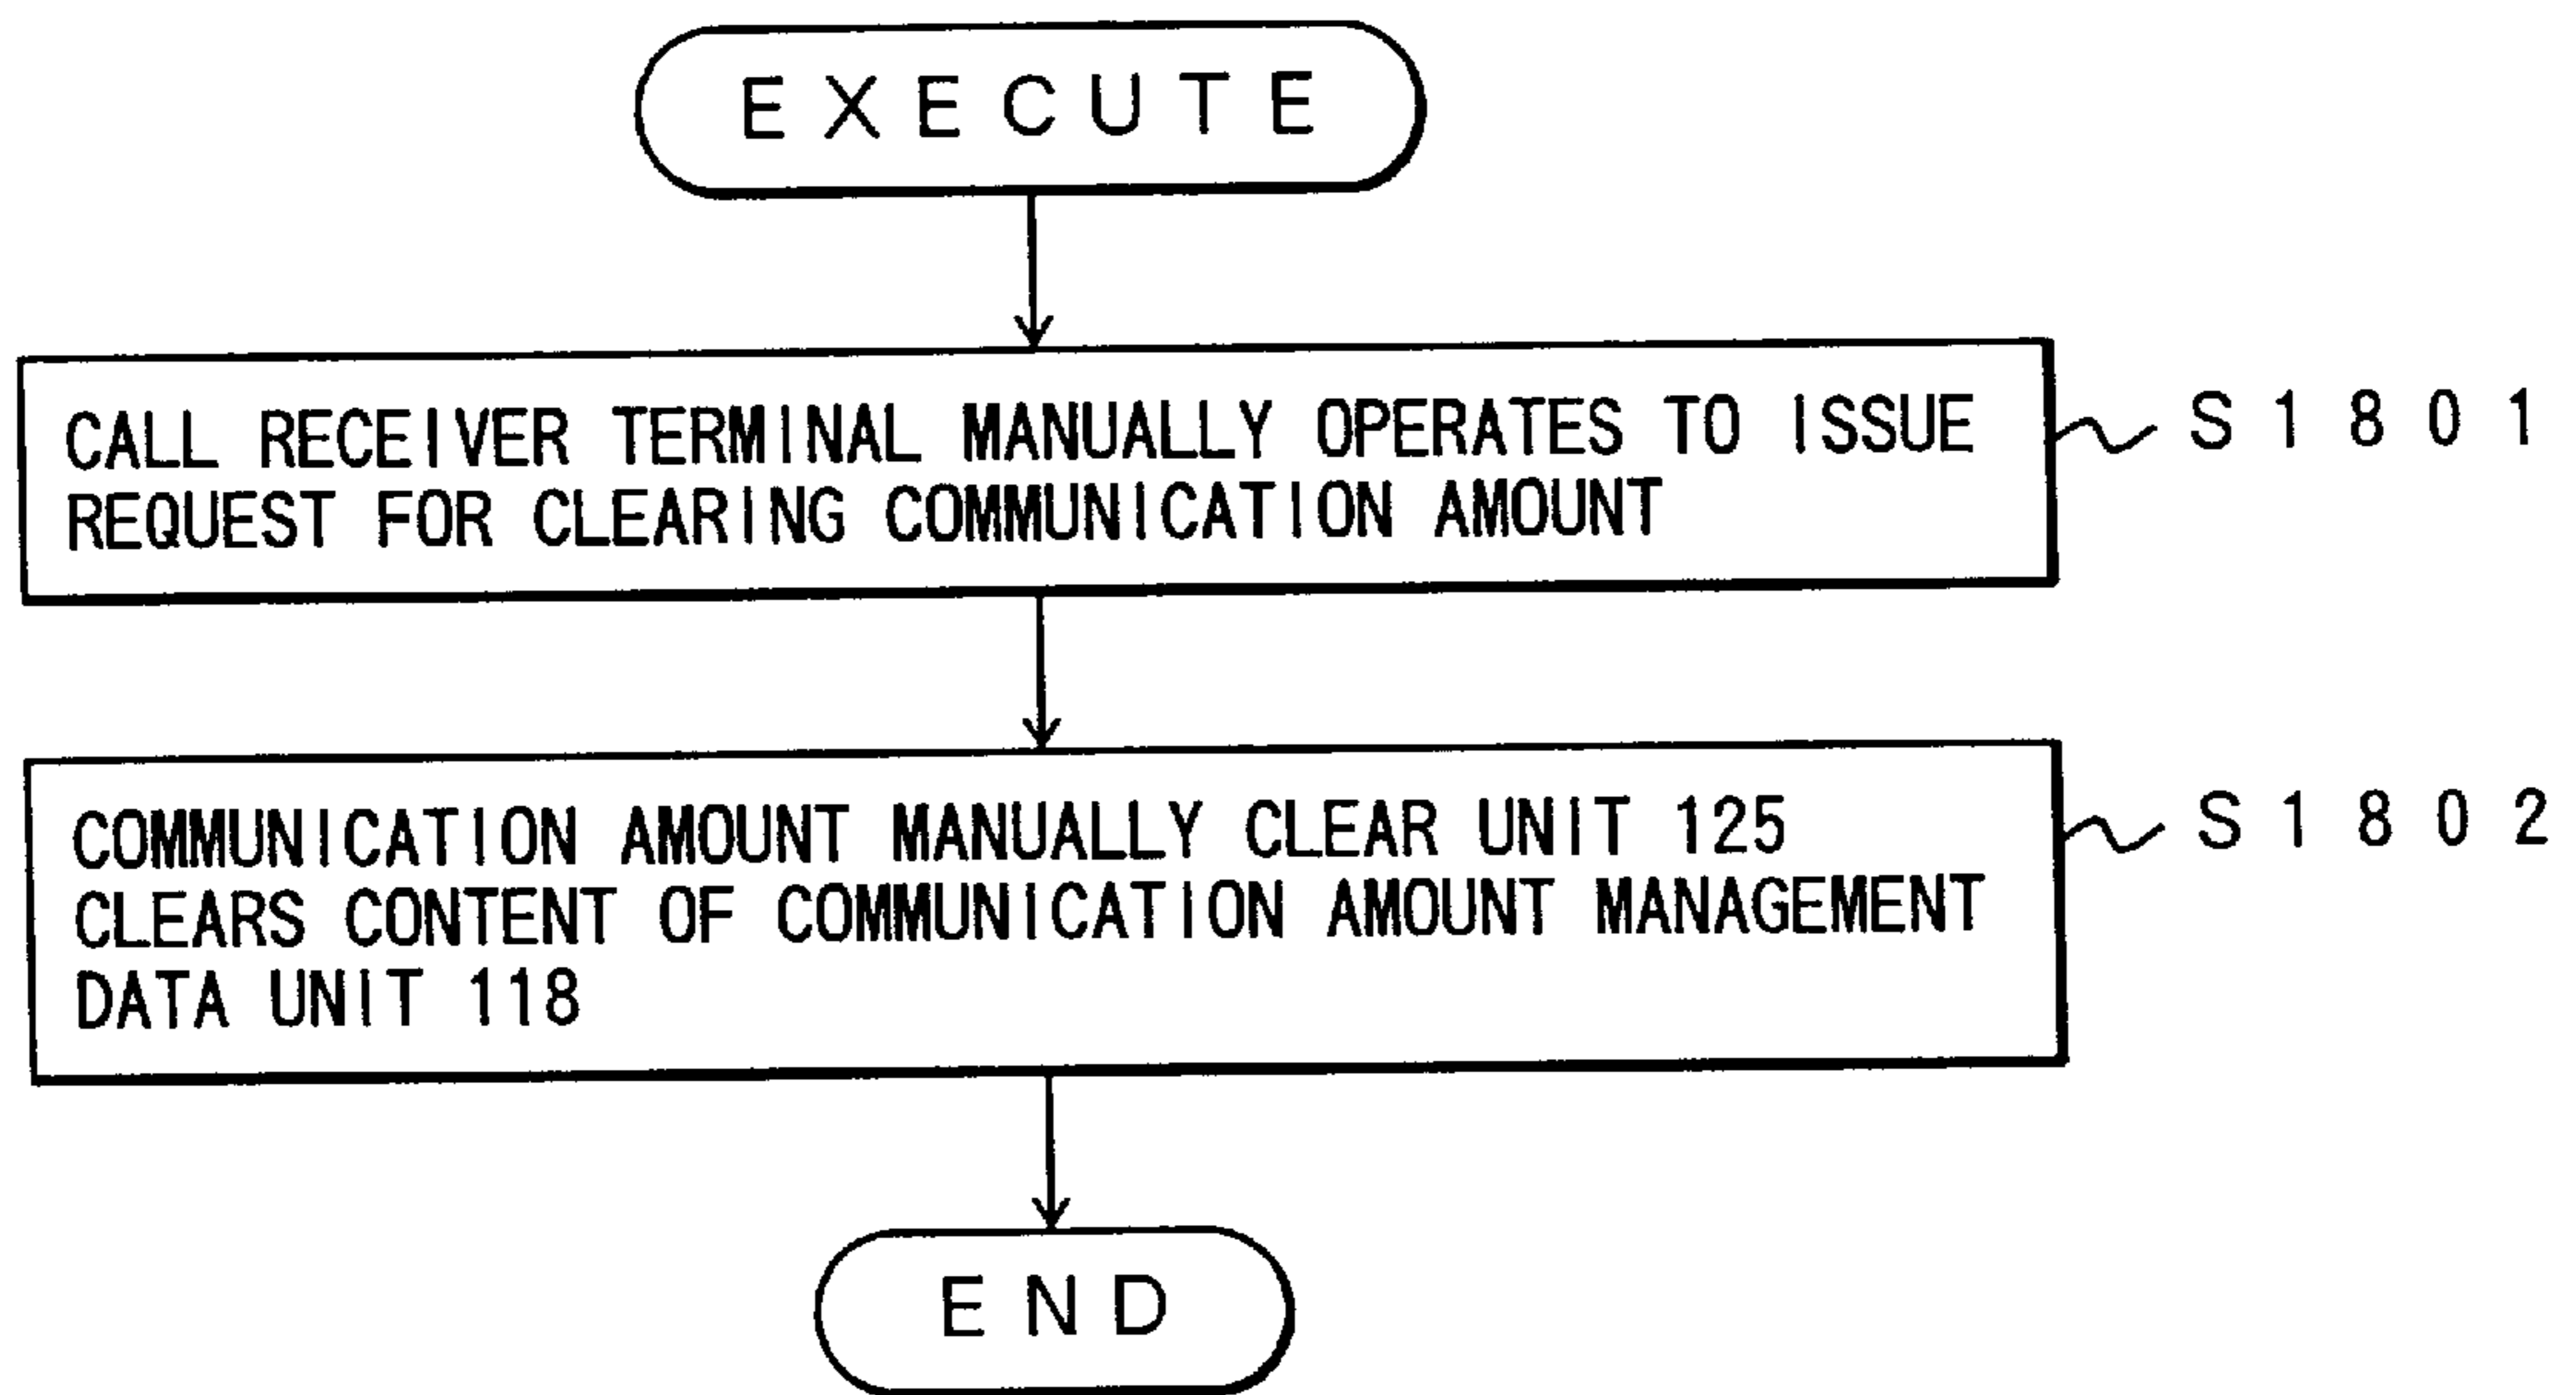 EXECUTE
CALL RECEIVER TERMINAL MANUALLY OPERATES TO ISSUE
REQUEST FOR CLEARING COMMUNICATION AMOUNT
S1801
COMMUNICATION AMOUNT MANUALLY CLEAR UNIT 125
CLEARS CONTENT OF COMMUNICATION AMOUNT MANAGEMENT
DATA UNIT 118
S1802
END